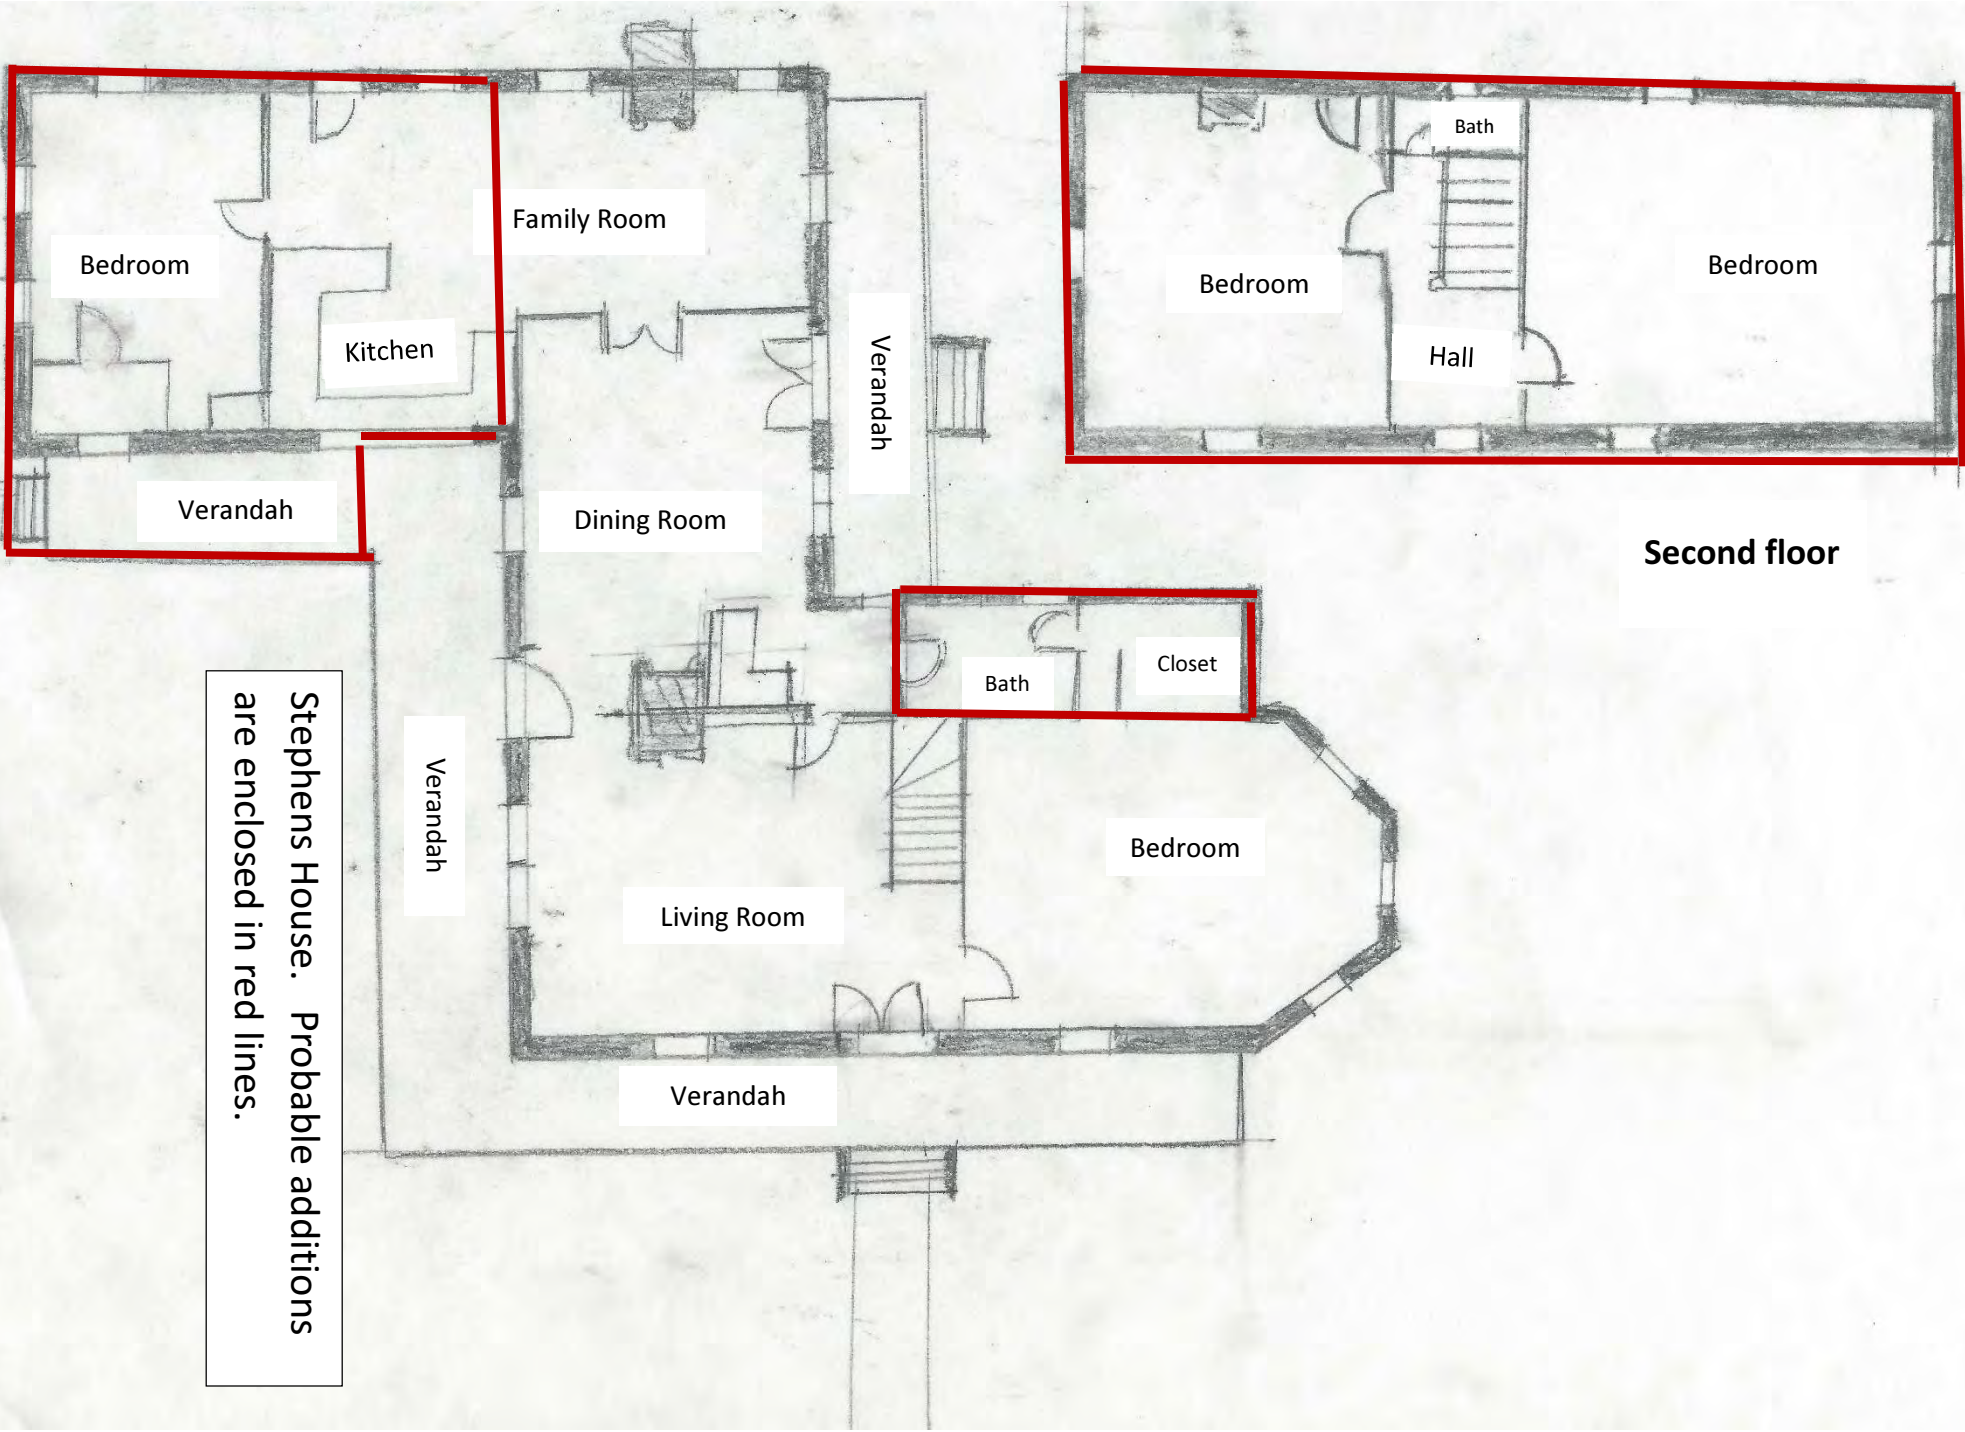 Bath
Family Room
Bedroom
Bedroom
Bedroom
Kitchen
Verandah
Hall
Verandah
Dining Room
Second floor
Bath
Closet
Stephens House.   Probable additions
are enclosed in red lines.
Verandah
Bedroom
Living Room
Verandah